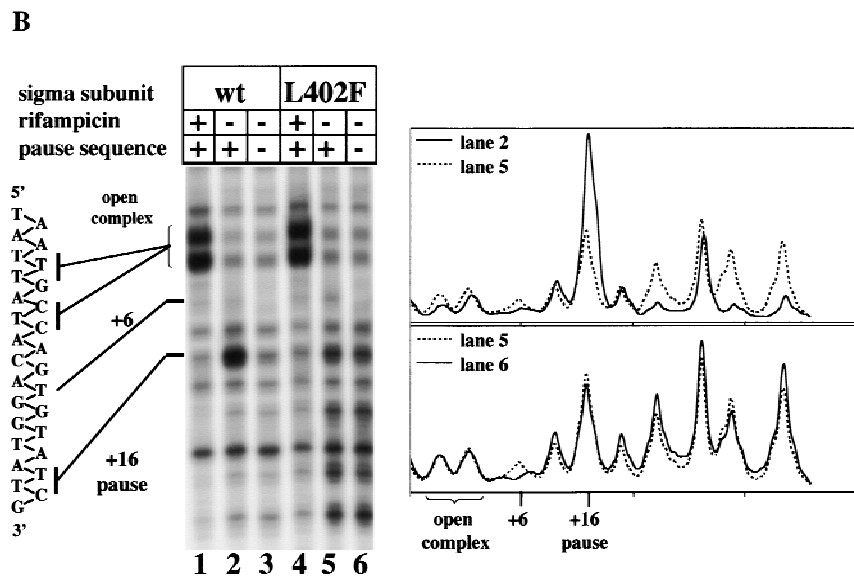 B
sigma subunit wt L402F
rifampicin + - - + - -
pause sequence + + - + + -
5'
T
A
A
A
T
T
T
G
A
C
T
C
A
A
C
G
A
T
G
G
G
T
T
A
A
T
T
C
G
3'
open
complex
+6
+16
pause
1 2 3 4 5 6
lane 2
lane 5
lane 5
lane 6
open
complex
+6
+16
pause